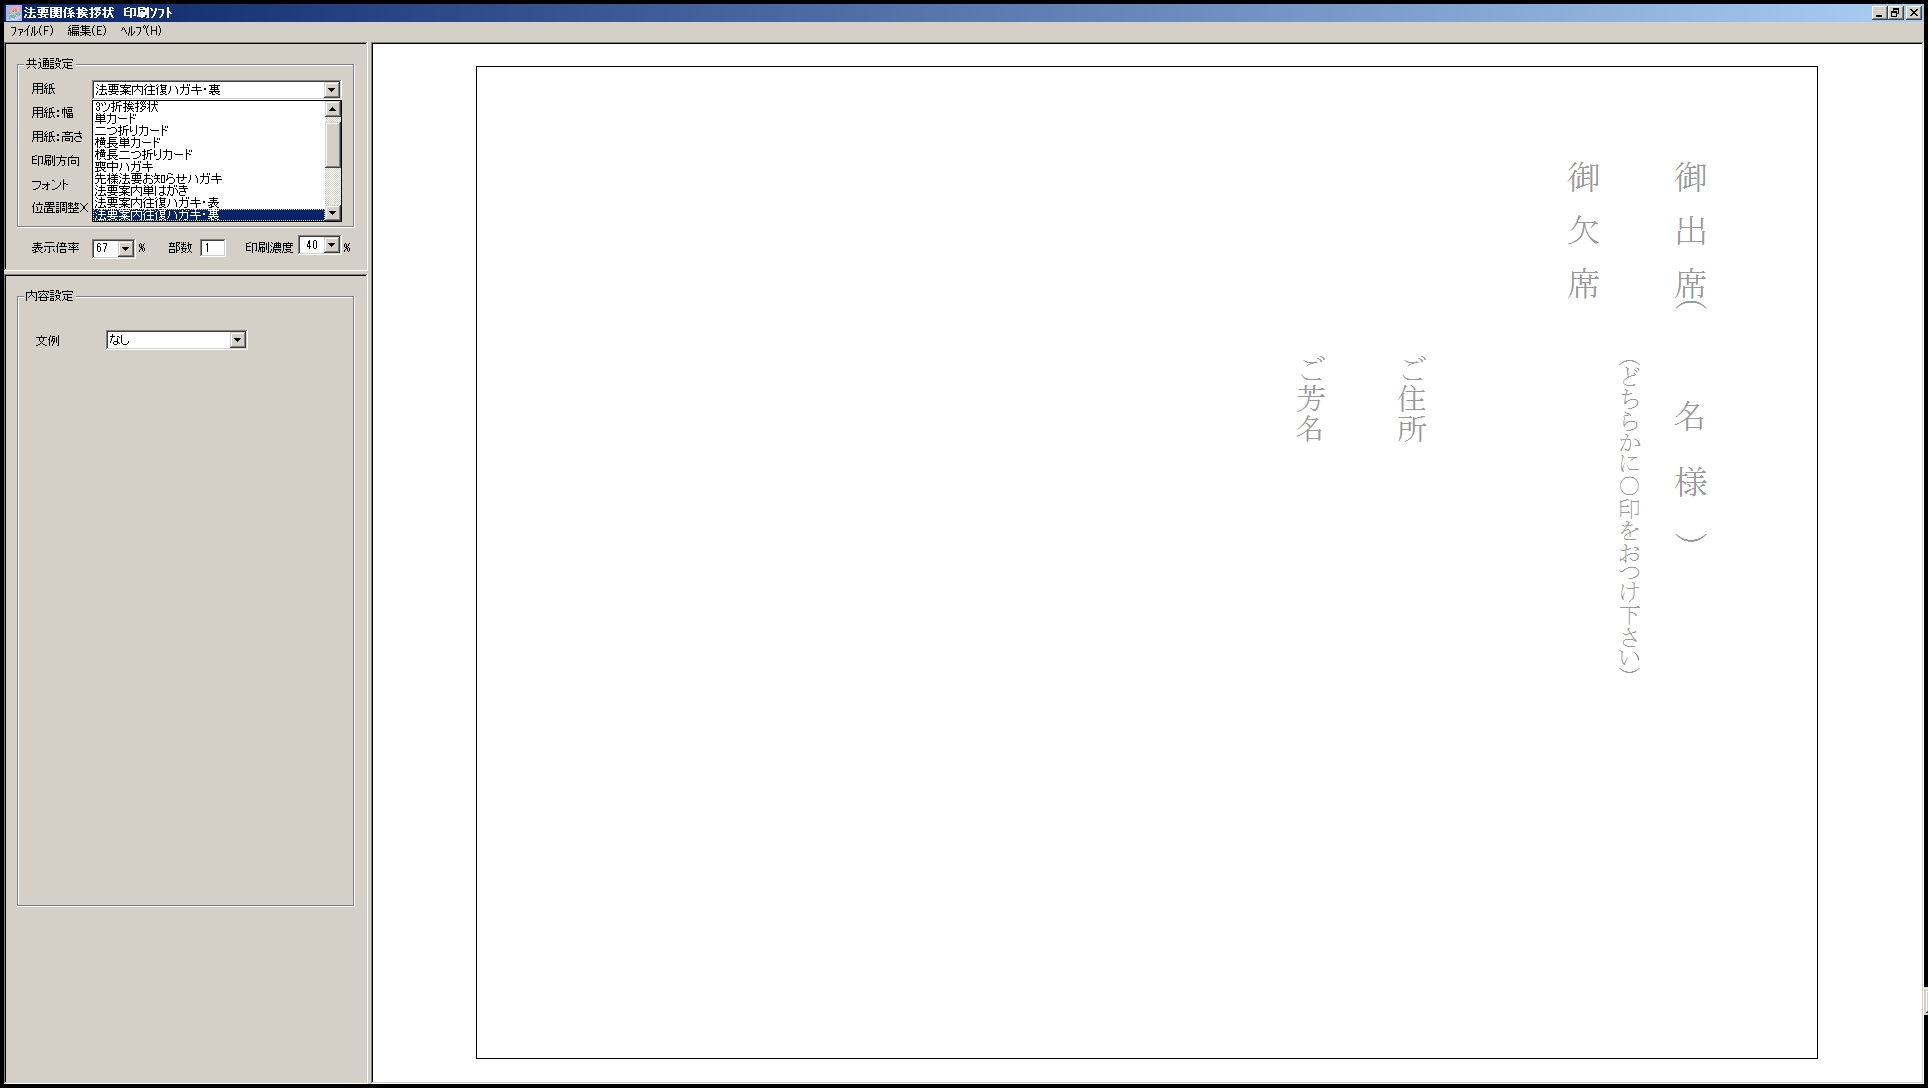 法要関係挨拶状 印刷ソフト
ファイル(F) 編集(E) ヘルプ(H)
共通設定
用紙 法要案内往復ハガキ・裏
用紙:幅
用紙:高さ
印刷方向
フォント
位置調整X
3ツ折挨拶状
単カード
二つ折りカード
横長単カード
横長二つ折りカード
喪中ハガキ
先様法要お知らせハガキ
法要案内単はがき
法要案内往復ハガキ・表
法要案内往復ハガキ・裏
表示倍率 67 % 部数 1 印刷濃度 40 %
内容設定
文例 なし
御出席( 名様)
(どちらかに〇印をおつけ下さい)
御欠席
ご住所
ご芳名